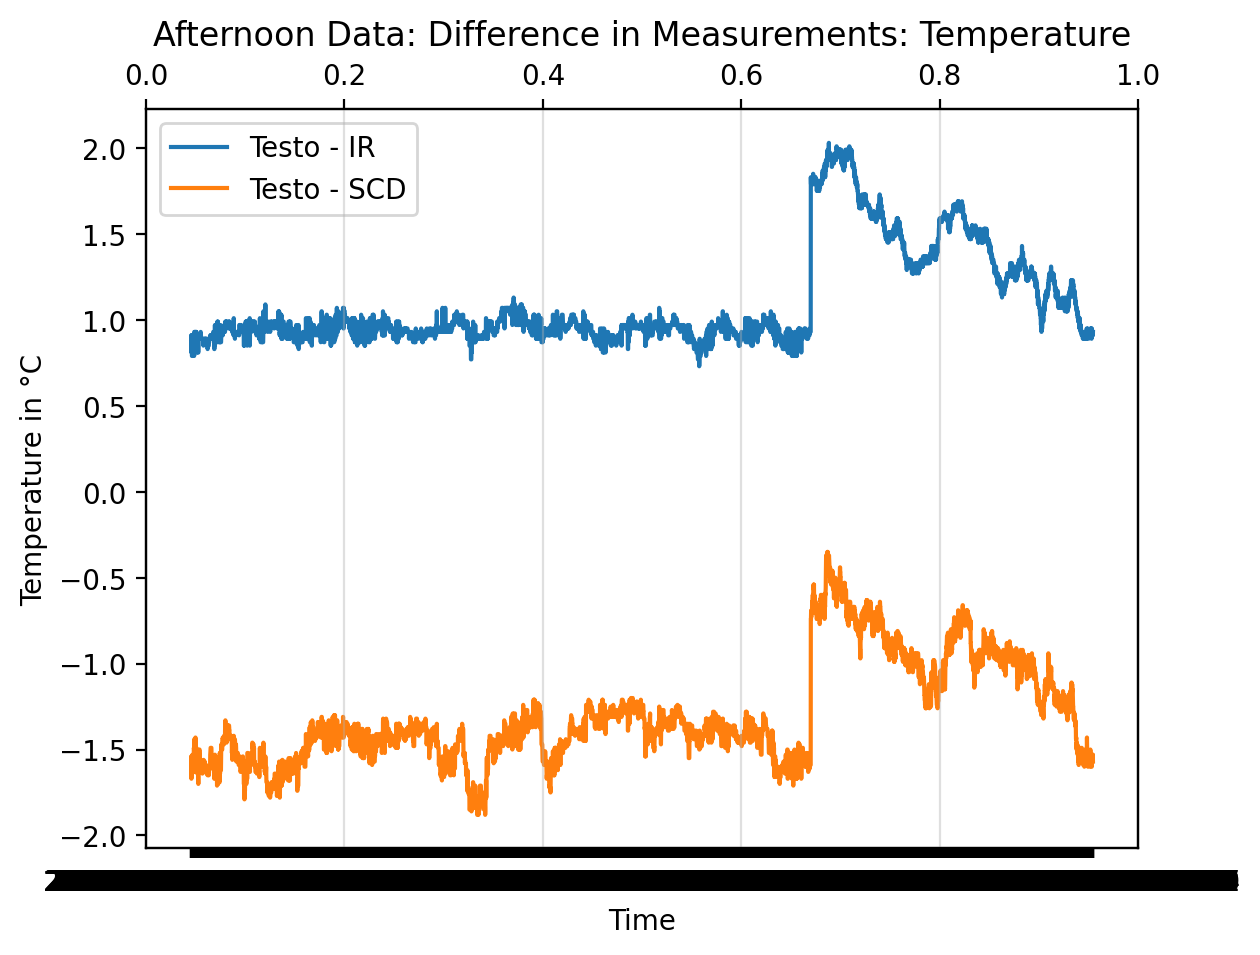 Afternoon Data: Difference in Measurements: Temperature
0.0 0.2 0.4 0.6 0.8 1.0
Testo - IR
Testo - SCD
2.0
1.5
1.0
0.5
0.0
−0.5
−1.0
−1.5
−2.0
Temperature in °C
Time